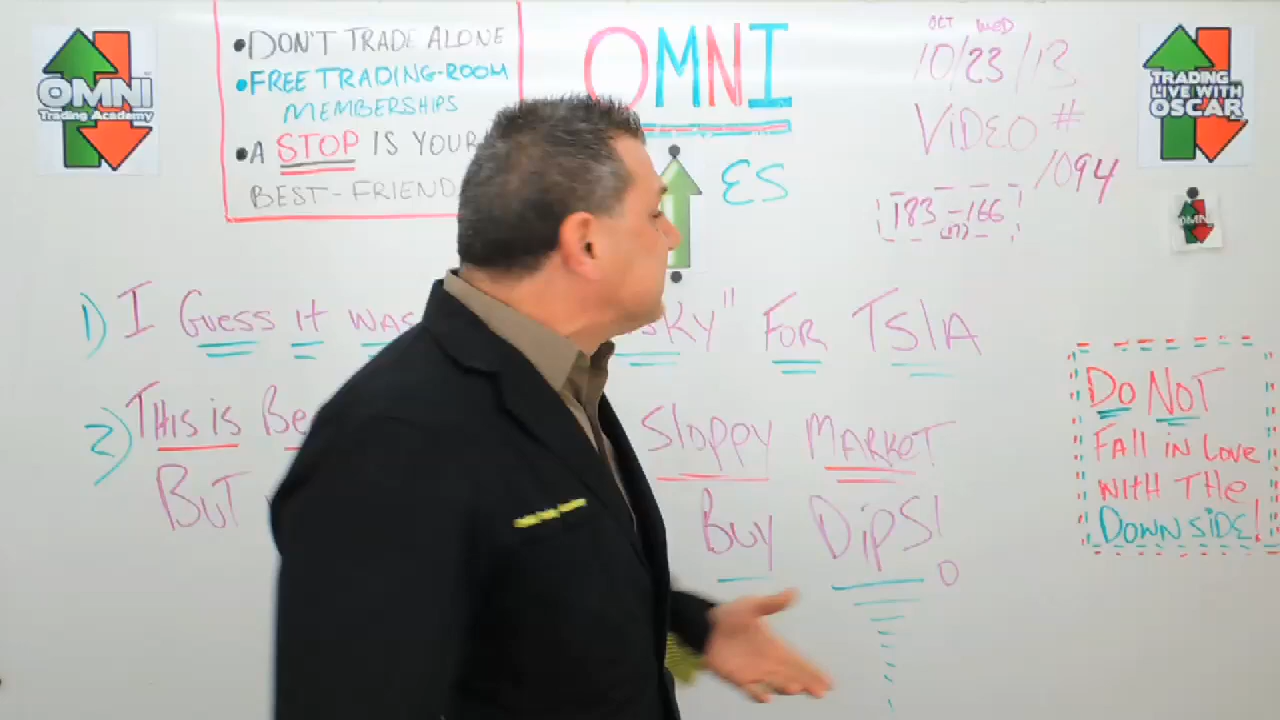 OMNI
Trading Academy
• DON'T TRADE ALONE
• FREE TRADING-ROOM
MEMBERSHIPS
• A STOP IS YOUR
BEST-FRIEND
OMNI
ES
OCT WED
10/23/13
VIDEO #
1094
183-166
(17)
TRADING
LIVE WITH
OSCAR
OMNI
1) I GUESS IT WAS SKY" FOR TSLA
2) THIS IS BE SLOPPY MARKET
BUT BUY DIPS!
DO NOT
FALL IN LOVE
WITH THE
DOWNSIDE!